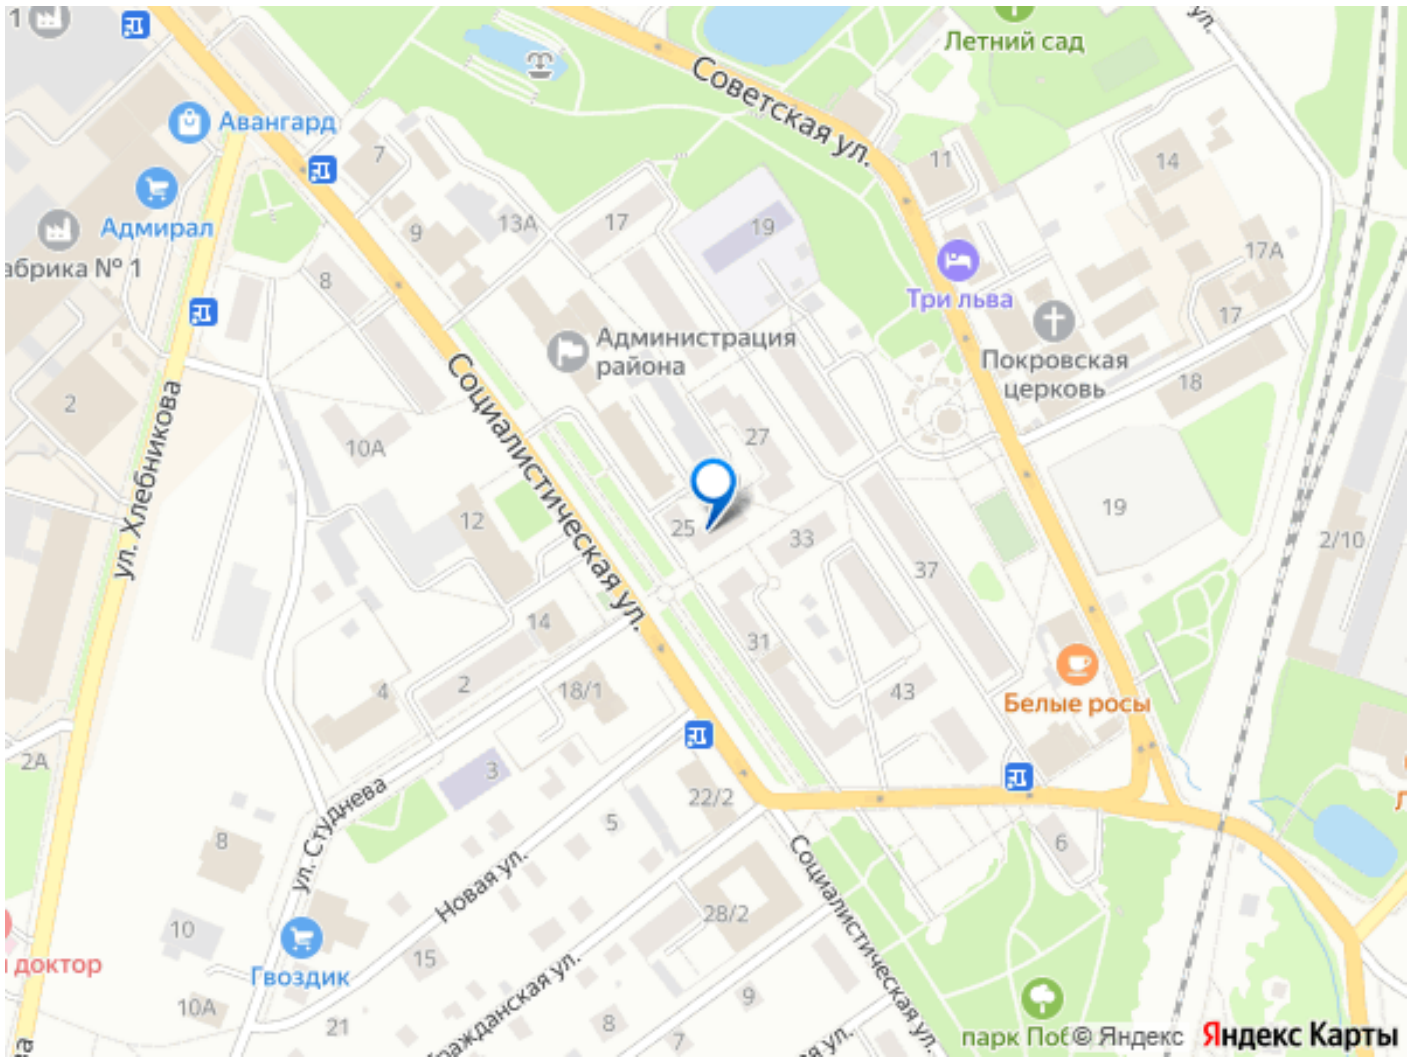 1
Летний сад
ул.
Советская ул.
Авангард
7
11
14
Адмирал
13А
17
19
9
абрика № 1
8
17А
Три льва
17
Администрация
района
Покровская
церковь
18
Социалистическая ул.
2
ул. Хлебникова
10А
27
12
25
33
19
2/10
37
14
31
4
2
18/1
43
Белые росы
2А
3
22/2
ул. Студнева
5
6
8
Новая ул.
Социалистическая ул.
28/2
10
доктор
Гвоздик
15
10А
21
Гражданская ул.
9
8
7
ул.
ва
парк Поб
© Яндекс
Яндекс Карты